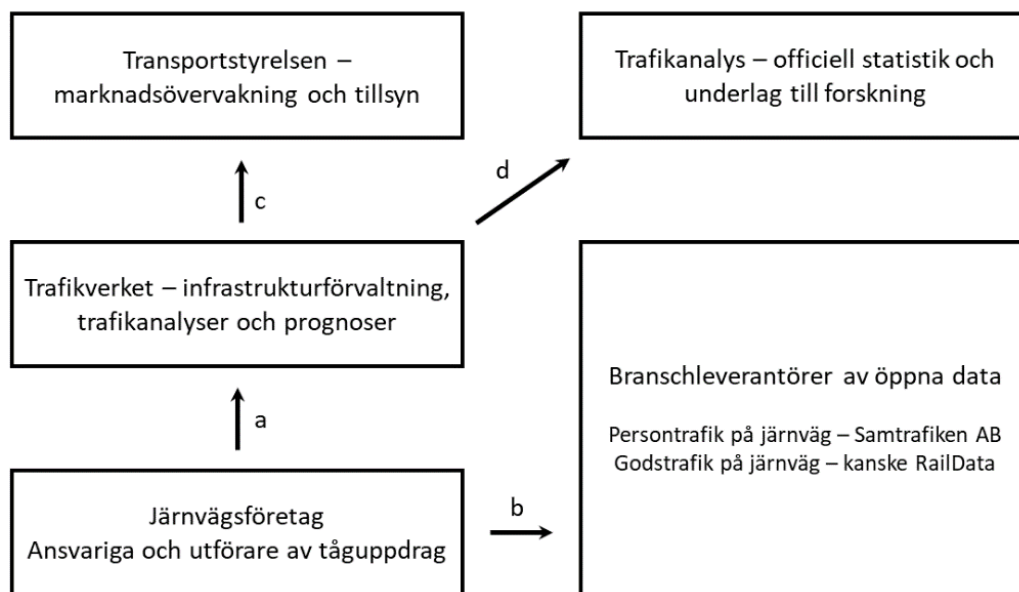 Transportstyrelsen –
marknadsövervakning och tillsyn
Trafikanalys – officiell statistik och
underlag till forskning
c
d
Trafikverket – infrastrukturförvaltning,
trafikanalyser och prognoser
Branschleverantörer av öppna data
Persontrafik på järnväg – Samtrafiken AB
Godstrafik på järnväg – kanske RailData
a
Järnvägsföretag
Ansvariga och utförare av tåguppdrag
b